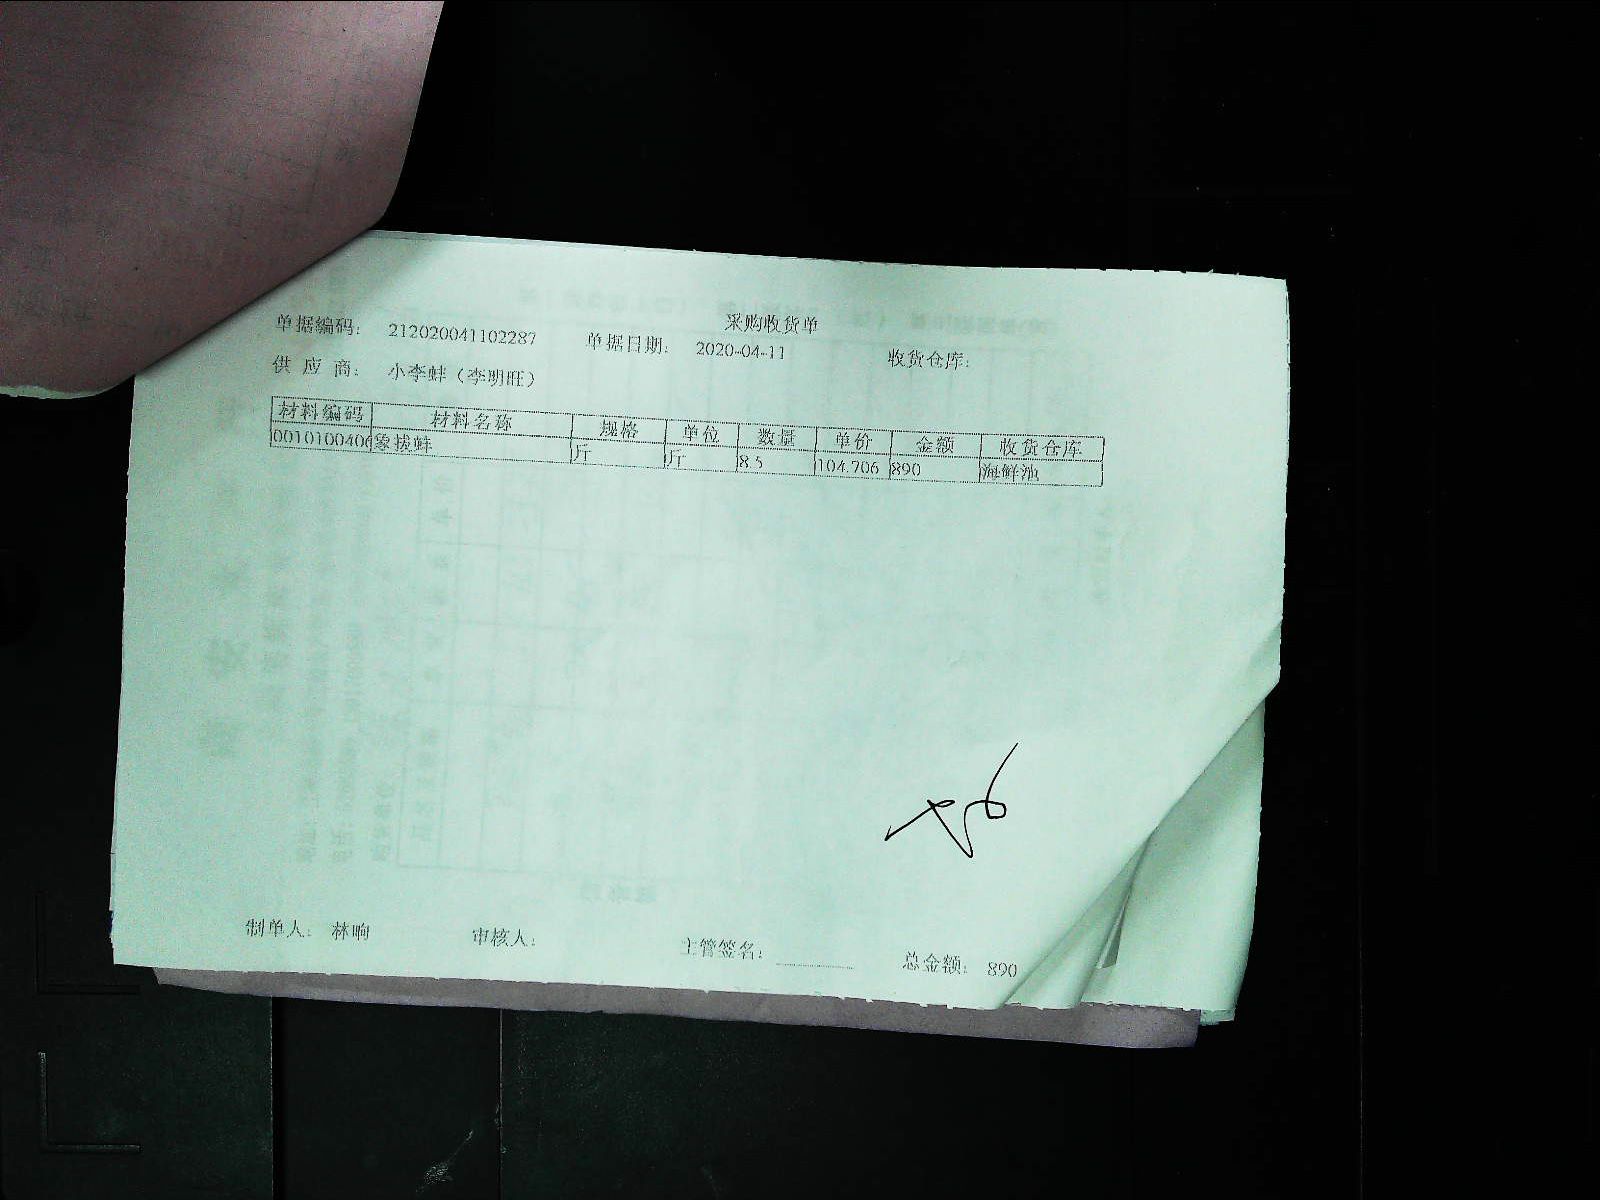 采购收货单
单据编码: 212020041102287 单据日期: 2020-04-11 收货仓库:
供应商: 小李蚌（李明旺）
材料编码 材料名称 规格 单位 数量 单价 金额 收货仓库
0010100406 象拔蚌 斤 斤 8.5 104.706 890 海鲜池
制单人: 林晌 审核人: 主管签名: 总金额: 890